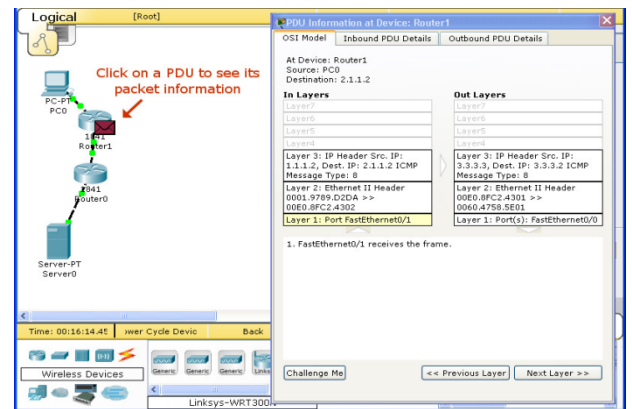 Logical
[Root]
Click on a PDU to see its
packet information
PC-PT
PC0
1841
Router1
1841
Router0
Server-PT
Server0
Time: 00:16:14.45
ower Cycle Devic
Back
Wireless Devices
Generic
Generic
Generic
Links
Linksys-WRT300N
PDU Information at Device: Router1
OSI Model
Inbound PDU Details
Outbound PDU Details
At Device: Router1
Source: PC0
Destination: 2.1.1.2
In Layers
Layer7
Layer6
Layer5
Layer4
Layer 3: IP Header Src. IP:
1.1.1.2, Dest. IP: 2.1.1.2 ICMP
Message Type: 8
Layer 2: Ethernet II Header
0001.9789.D2DA >>
00E0.8FC2.4302
Layer 1: Port FastEthernet0/1
Out Layers
Layer7
Layer6
Layer5
Layer4
Layer 3: IP Header Src. IP:
3.3.3.3, Dest. IP: 3.3.3.2 ICMP
Message Type: 8
Layer 2: Ethernet II Header
00E0.8FC2.4301 >>
0060.4758.5E01
Layer 1: Port(s): FastEthernet0/0
1. FastEthernet0/1 receives the frame.
Challenge Me
<< Previous Layer
Next Layer >>